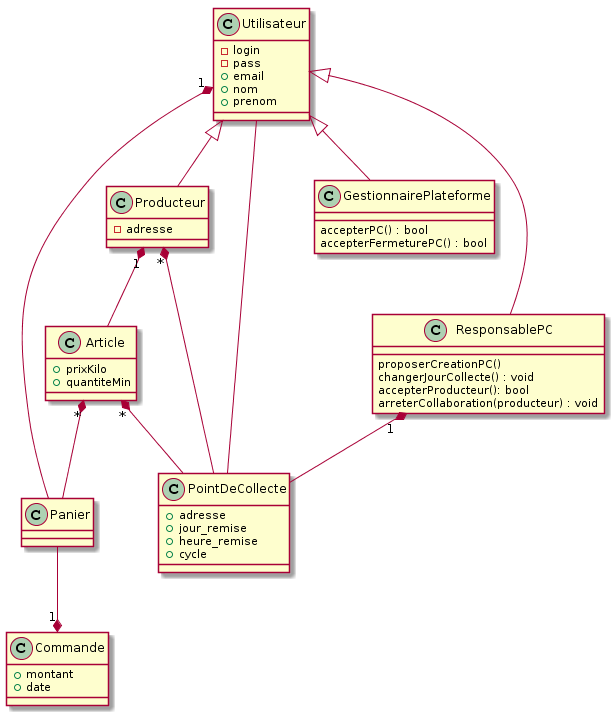 C Utilisateur
login
pass
email
nom
prenom
1
C Producteur
adresse
C GestionnairePlateforme
accepterPC() : bool
accepterFermeturePC() : bool
1
*
C Article
prixKilo
quantiteMin
C ResponsablePC
proposerCreationPC()
changerJourCollecte() : void
accepterProducteur(): bool
arreterCollaboration(producteur) : void
*
*
1
C Panier
C PointDeCollecte
adresse
jour_remise
heure_remise
cycle
1
C Commande
montant
date